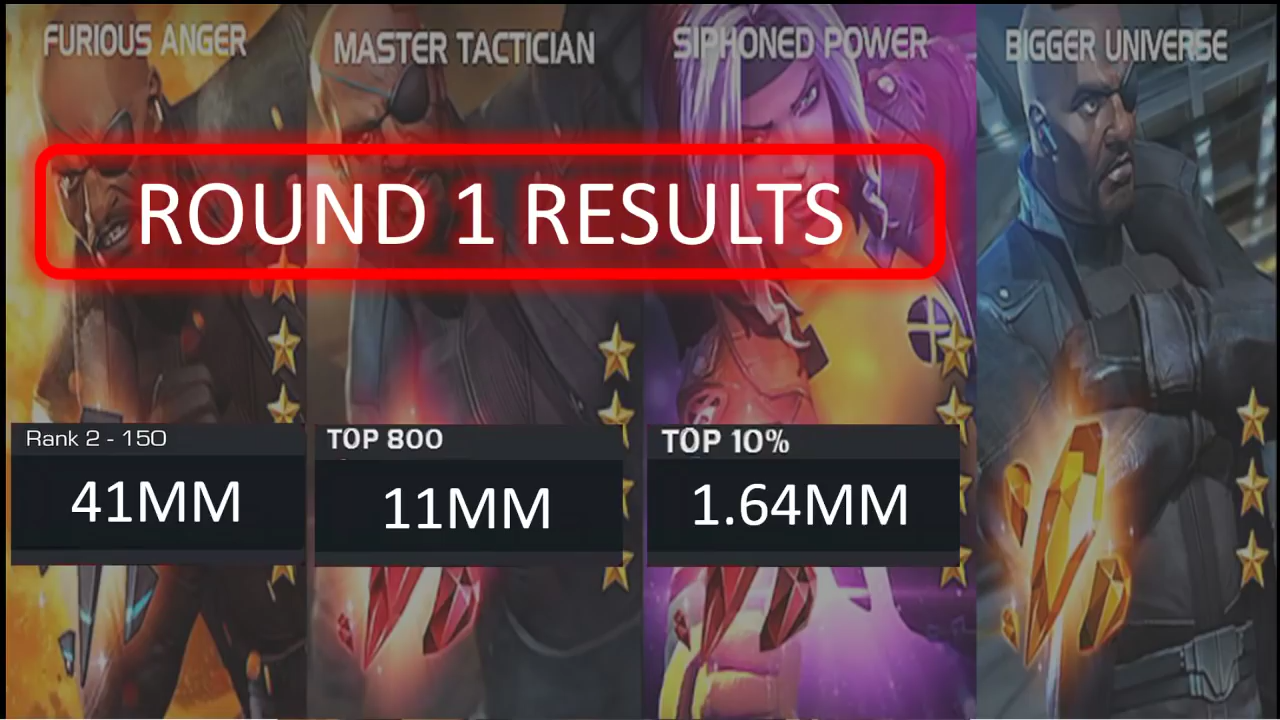 FURIOUS ANGER
MASTER TACTICIAN
SIPHONED POWER
BIGGER UNIVERSE
ROUND 1 RESULTS
Rank 2 - 150
TOP 800
TOP 10%
41MM
11MM
1.64MM